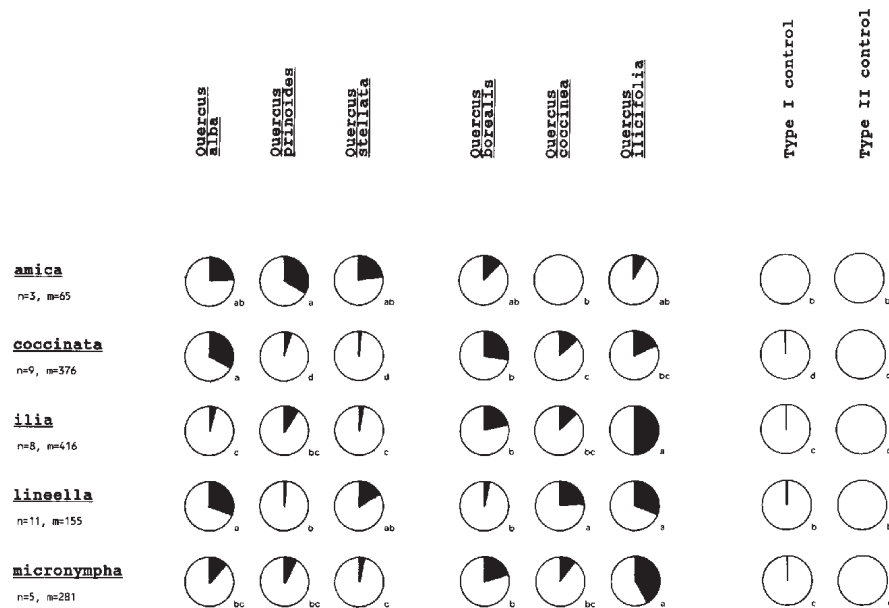 Quercus
alba
Quercus
prinoides
Quercus
stellata
Quercus
borealis
Quercus
coccinea
Quercus
ilicifolia
Type I control
Type II control
amica
n=3, m=65
ab a ab ab b ab b b
coccinata
n=9, m=376
a d d b c bc d
ilia
n=8, m=416
c bc c b bc a c
lineella
n=11, m=155
a b ab b a a b b
micronympha
n=5, m=281
bc bc c b bc a c